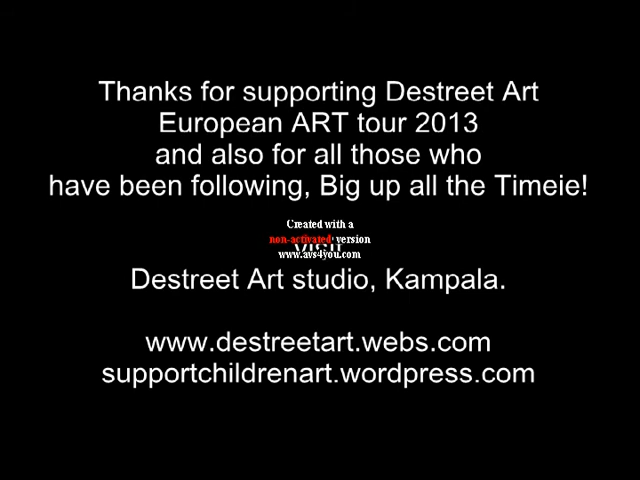 Thanks for supporting Destreet Art
European ART tour 2013
and also for all those who
have been following, Big up all the Timeie!
Created with a
non-activated version
www.avs4you.com
Destreet Art studio, Kampala.
www.destreetart.webs.com
supportchildrenart.wordpress.com